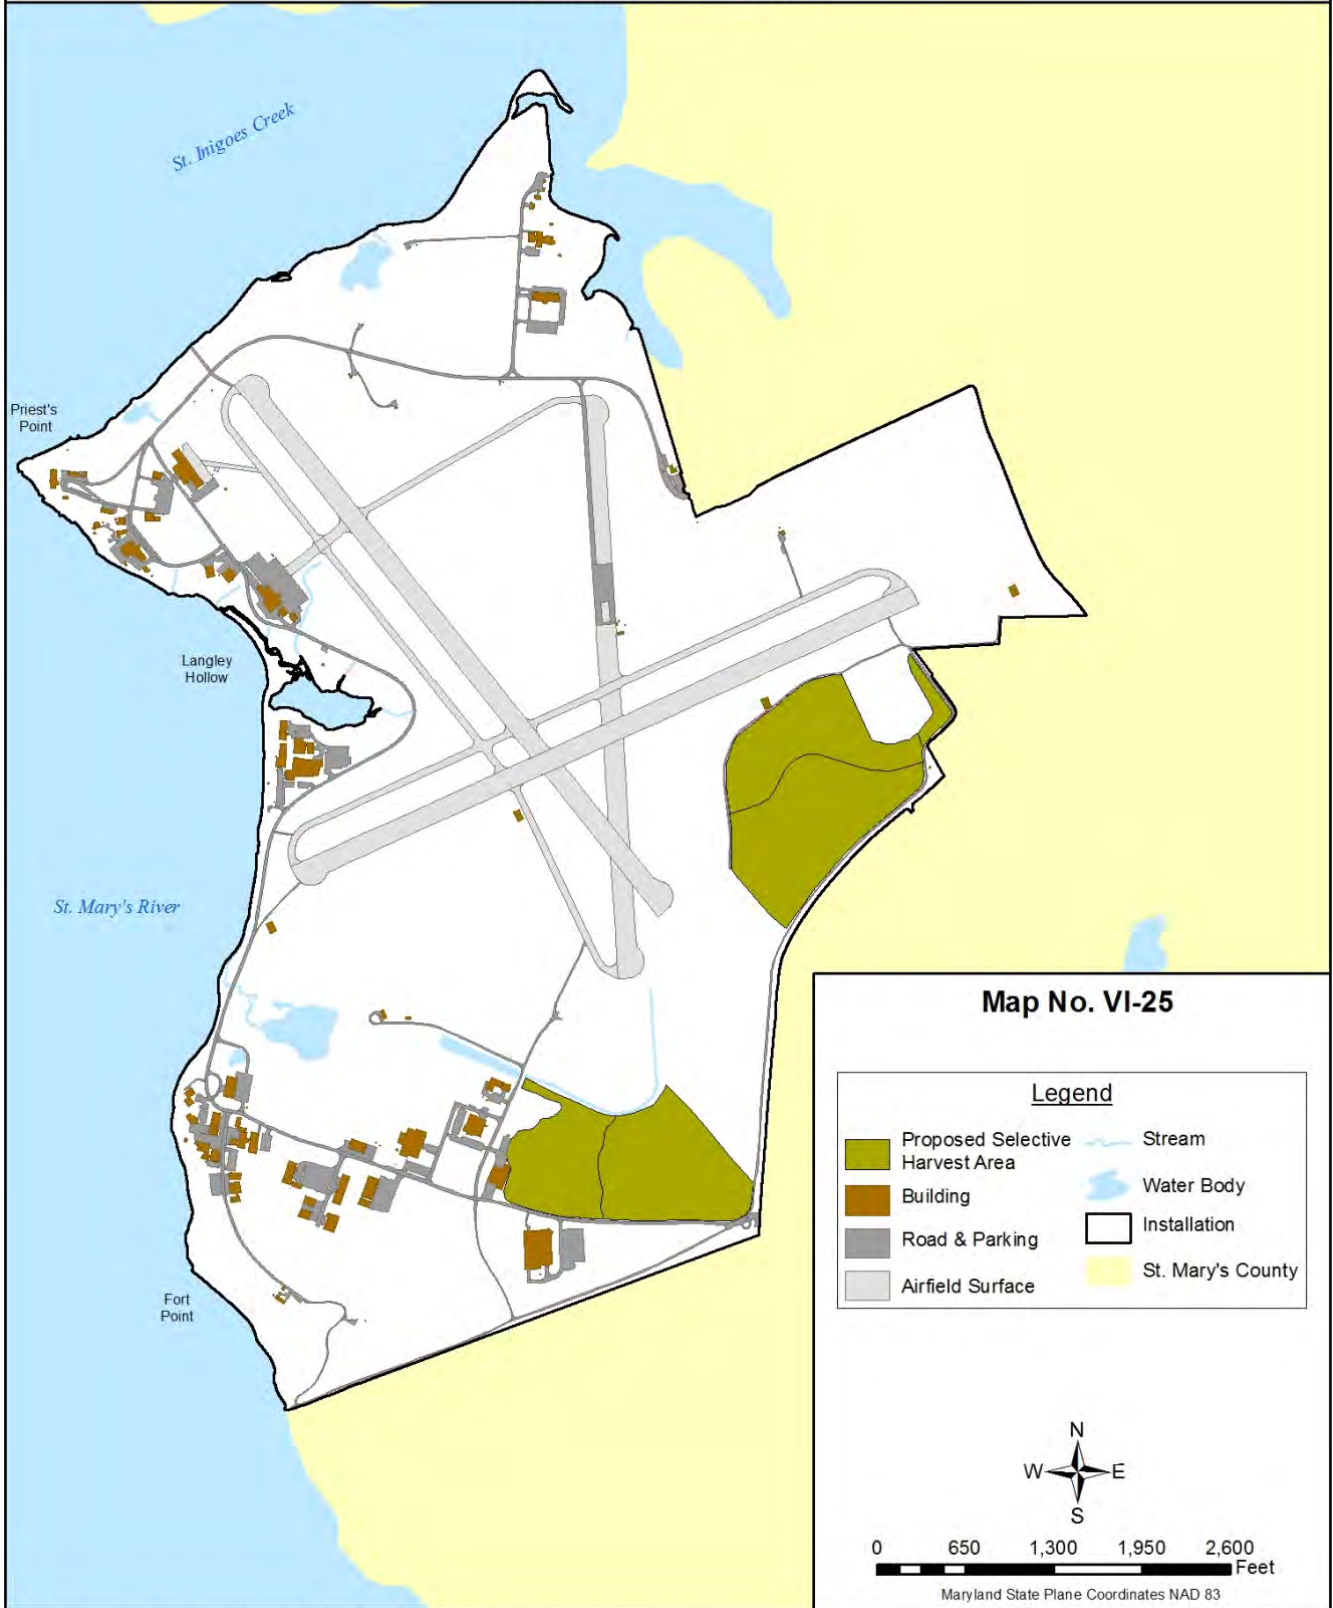 St. Inigoes Creek
Priest's
Point
Langley
Hollow
St. Mary's River
Fort
Point
Map No. VI-25
Legend
Proposed Selective
Harvest Area
Building
Road & Parking
Airfield Surface
Stream
Water Body
Installation
St. Mary's County
N
W
E
S
0 650 1,300 1,950 2,600
Feet
Maryland State Plane Coordinates NAD 83